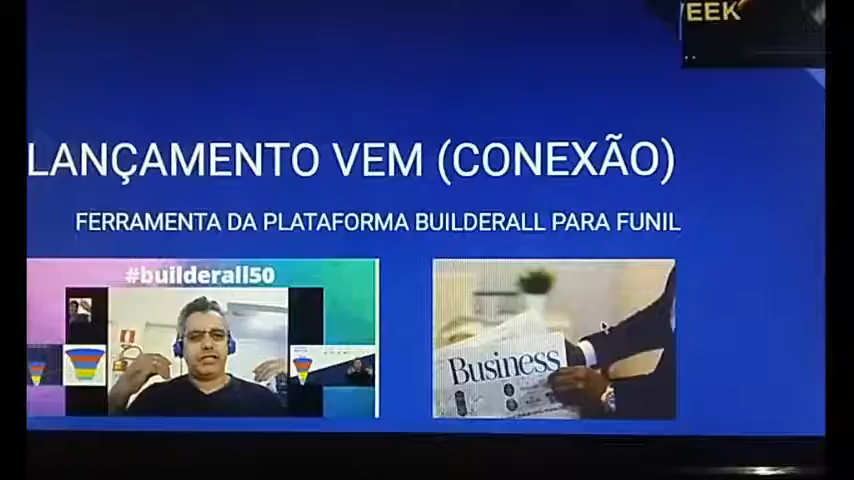 EEK
LANÇAMENTO VEM (CONEXÃO)
FERRAMENTA DA PLATAFORMA BUILDERALL PARA FUNIL
#builderall50
Business